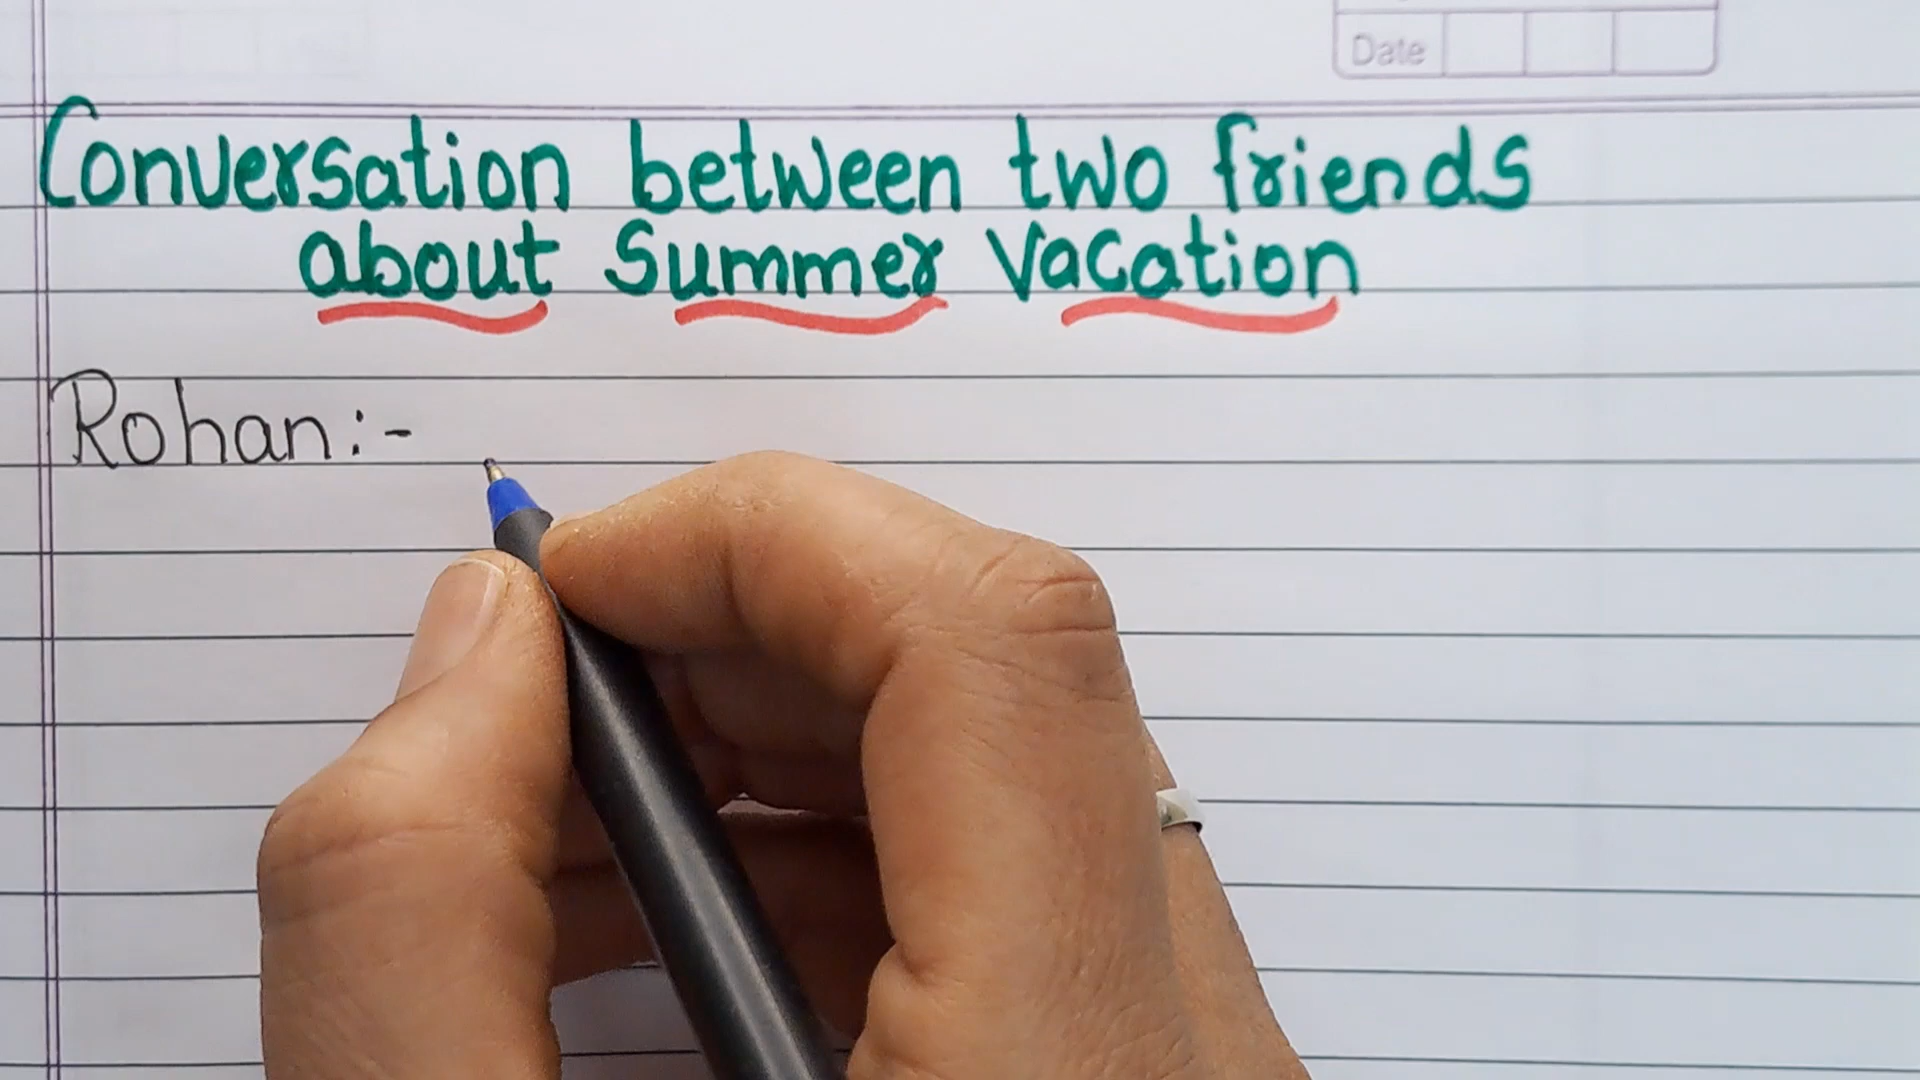 Date
Conversation between two friends
about Summer Vacation
Rohan:-